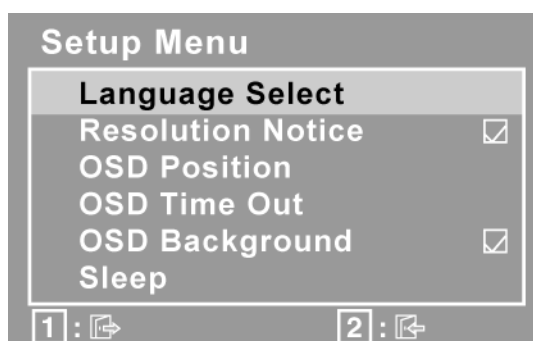 Setup Menu
Language Select
Resolution Notice
OSD Position
OSD Time Out
OSD Background
Sleep
1 : 2 :